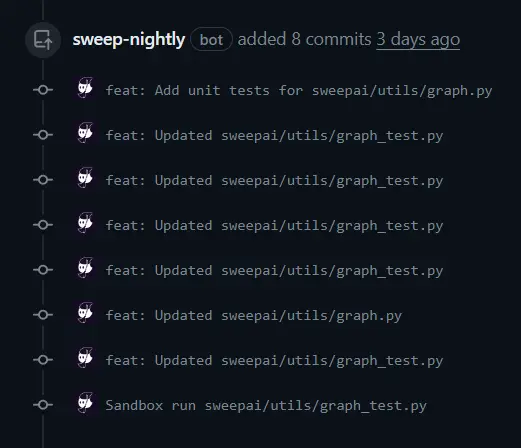 sweep-nightly bot added 8 commits 3 days ago
feat: Add unit tests for sweepai/utils/graph.py
feat: Updated sweepai/utils/graph_test.py
feat: Updated sweepai/utils/graph_test.py
feat: Updated sweepai/utils/graph_test.py
feat: Updated sweepai/utils/graph_test.py
feat: Updated sweepai/utils/graph.py
feat: Updated sweepai/utils/graph_test.py
Sandbox run sweepai/utils/graph_test.py